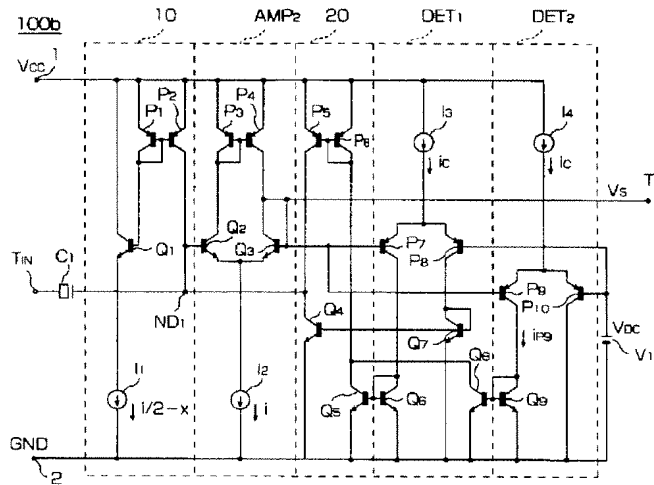 100b
10 AMP2 20 DET1 DET2
Vcc 1
P1 P2 P3 P4 P5 P6 I3 I4
ic ic
Vs T
Q1 Q2 Q3 P7 P8
TIN C1
ND1 Q4 Q7 P9 P10
VDC
V1
iP9
I1 I2 Q8
i/2-x i Q5 Q6 Q9
GND
2